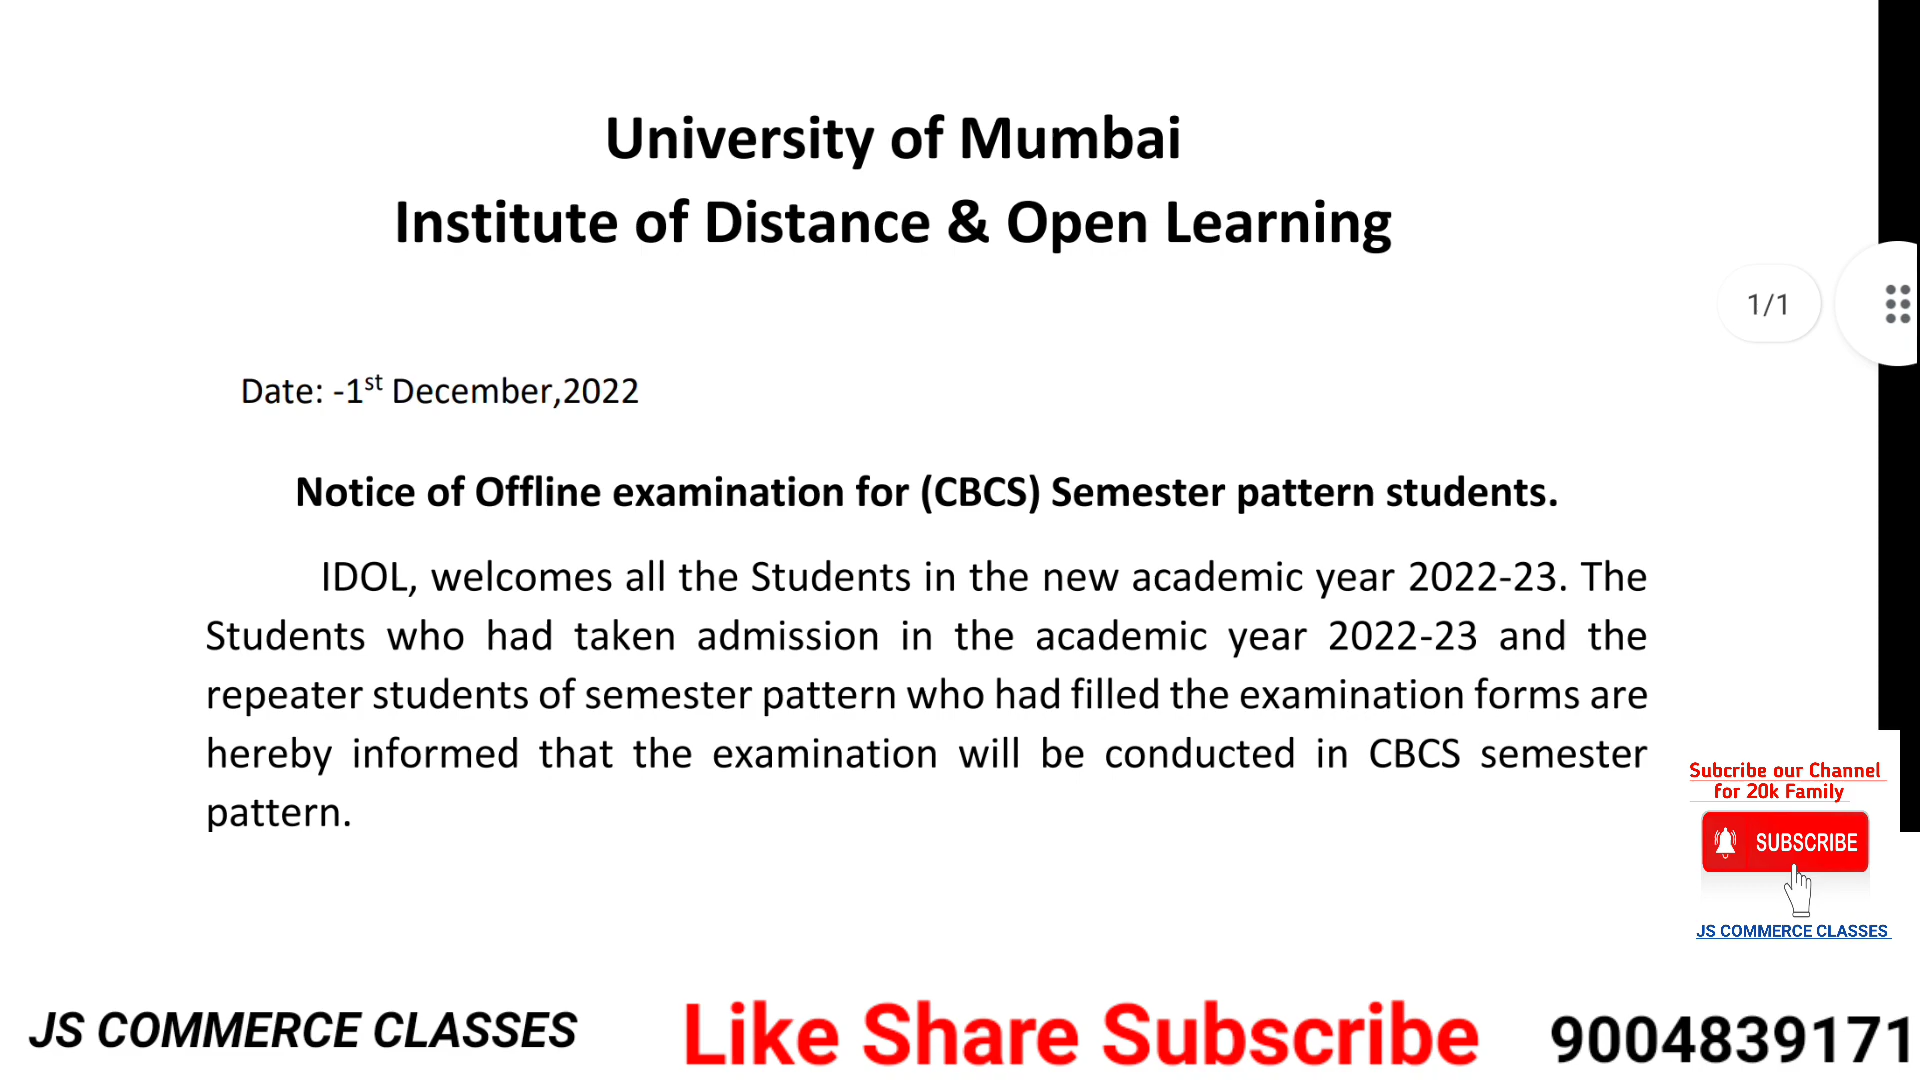 University of Mumbai
Institute of Distance & Open Learning
1/1
Date: -1st December,2022
Notice of Offline examination for (CBCS) Semester pattern students.
IDOL, welcomes all the Students in the new academic year 2022-23. The
Students who had taken admission in the academic year 2022-23 and the
repeater students of semester pattern who had filled the examination forms are
hereby informed that the examination will be conducted in CBCS semester
pattern.
Subcribe our Channel
for 20k Family
SUBSCRIBE
JS COMMERCE CLASSES
JS COMMERCE CLASSES
Like Share Subscribe
9004839171